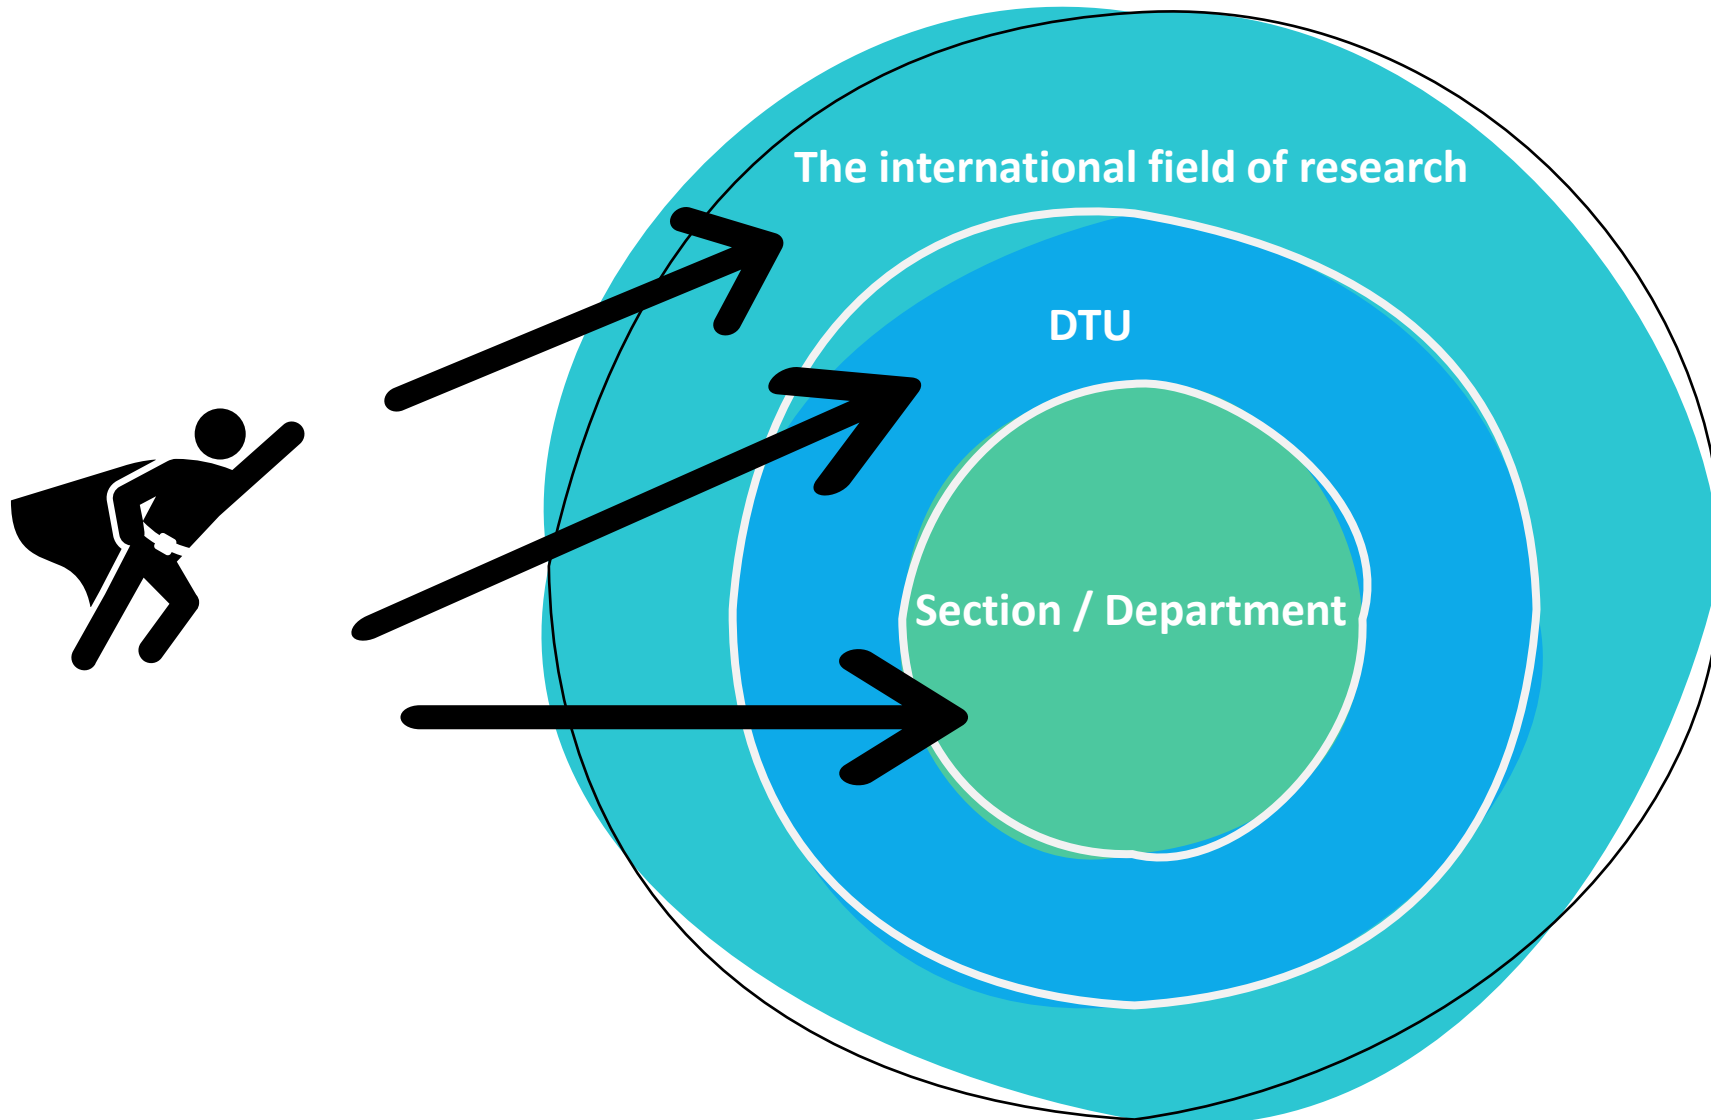 The international field of research
DTU
Section / Department